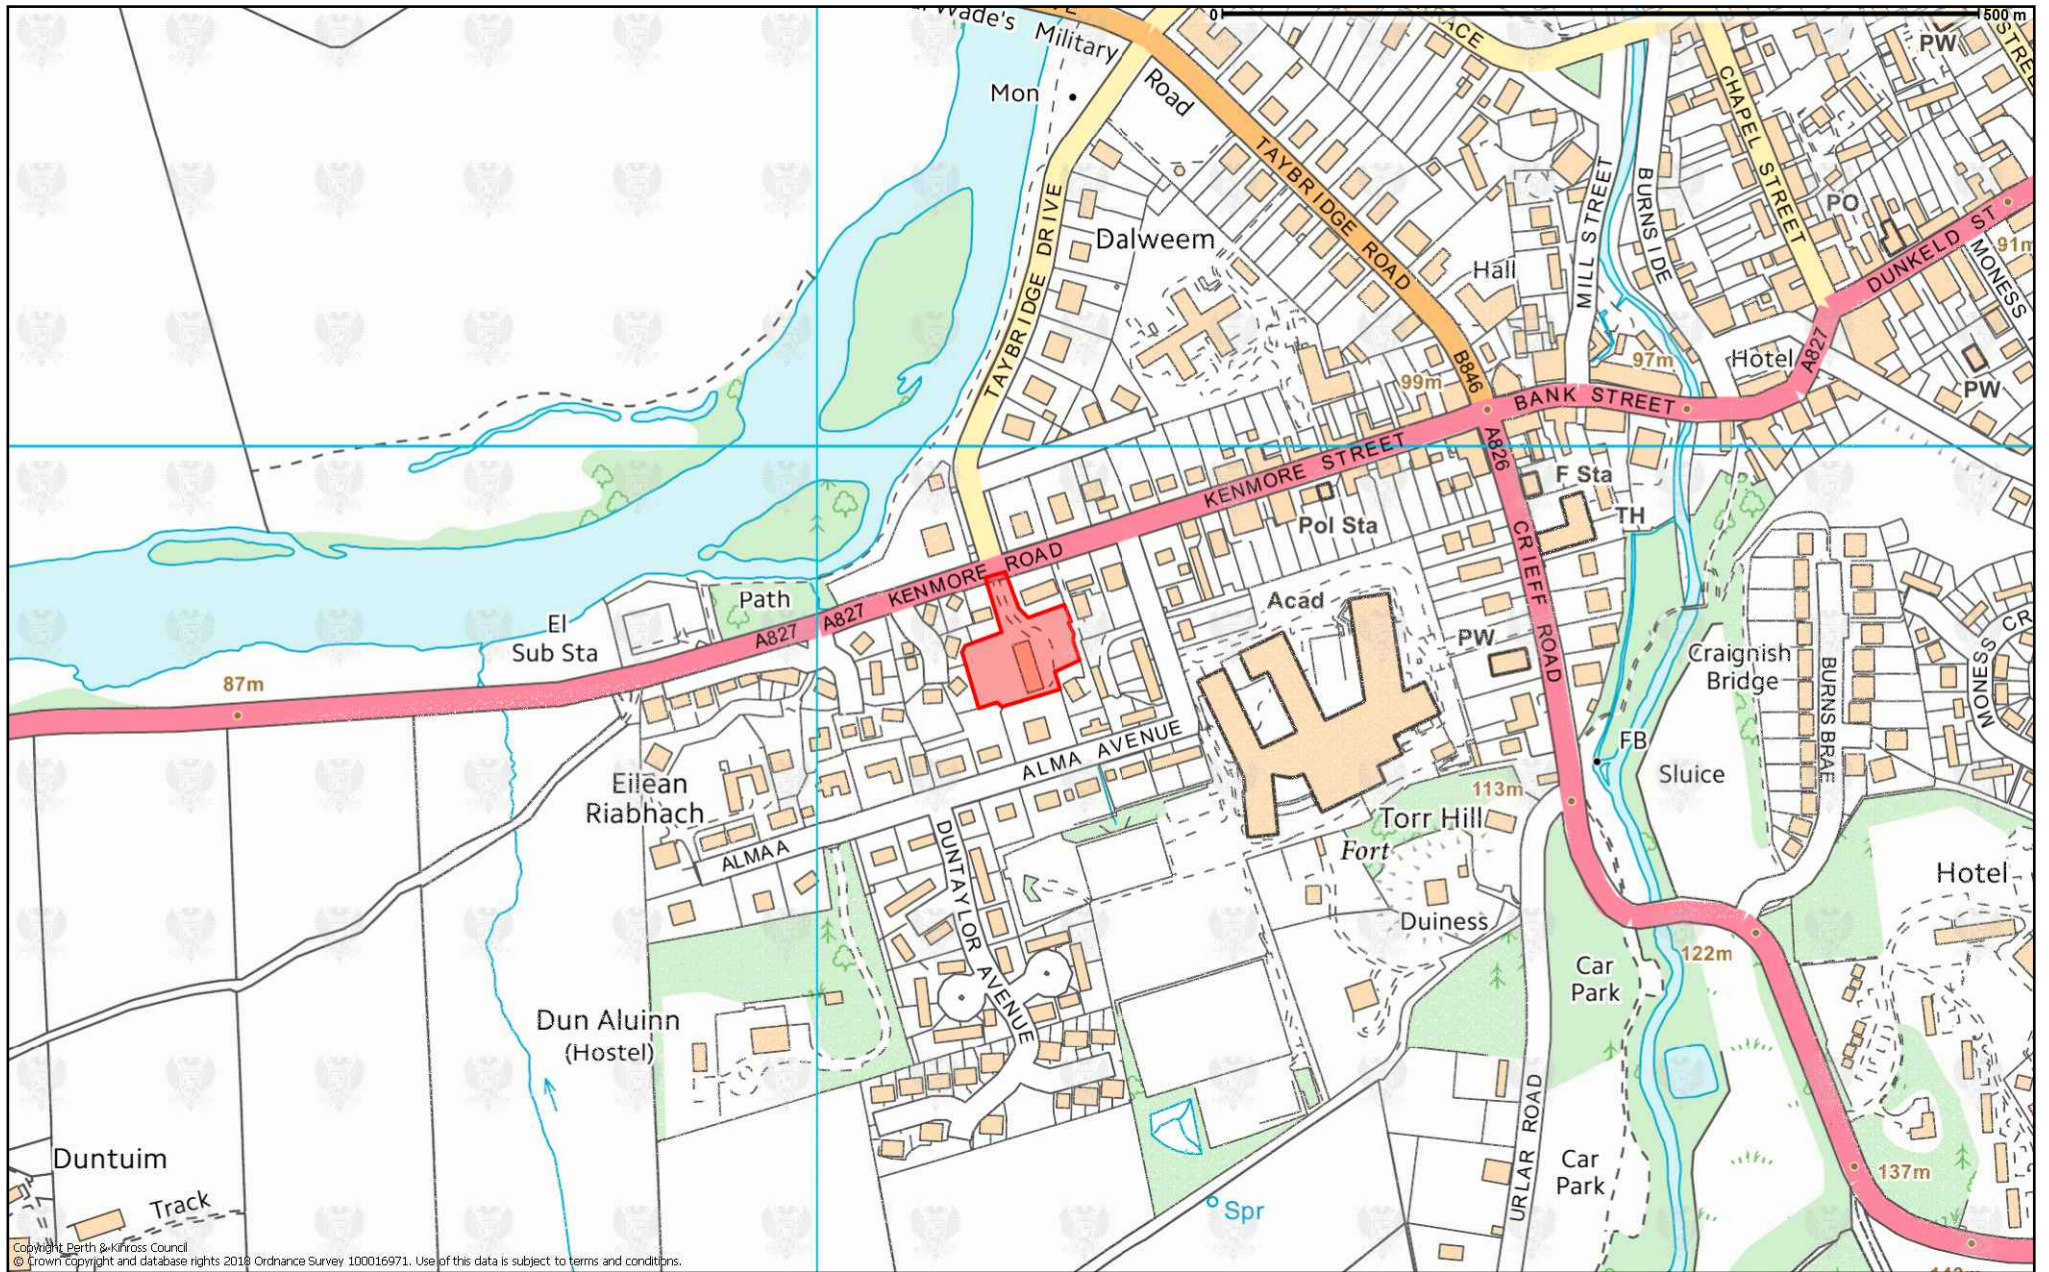 Wade's Military
Road
0
500 m
PW
Mon
CHAPEL STREET
TAYBRIDGE ROAD
MILL STREET
BURNSIDE
PO
TAYBRIDGE DRIVE
Dalweem
DUNKELD ST
91m
MONESS
Hall
B846
99m
97m
Hotel
A827
PW
BANK STREET
A826
KENMORE STREET
F Sta
Pol Sta
TH
CRIEFF ROAD
KENMORE ROAD
Path
A827
A827
El
Sub Sta
Acad
PW
87m
Craignish
Bridge
BURNSBRAE
MONESS CR
ALMA AVENUE
FB
Sluice
Eilean
Riabhach
113m
Torr Hill
Fort
ALMA A
DUNTAYLOR AVENUE
Hotel
Duiness
122m
Car
Park
Dun Aluinn
(Hostel)
URLAR ROAD
Duntuim
Track
Car
Park
137m
Spr
Copyright Perth & Kinross Council
© Crown copyright and database rights 2018 Ordnance Survey 100016971. Use of this data is subject to terms and conditions.